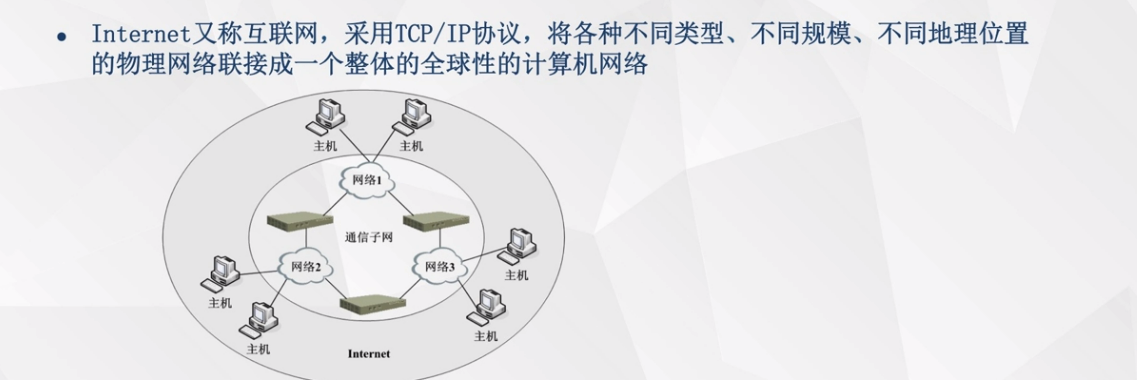 Internet又称互联网，采用TCP/IP协议，将各种不同类型、不同规模、不同地理位置
的物理网络联接成一个整体的全球性的计算机网络
主机
主机
网络1
通信子网
网络2
网络3
主机
主机
主机
主机
Internet